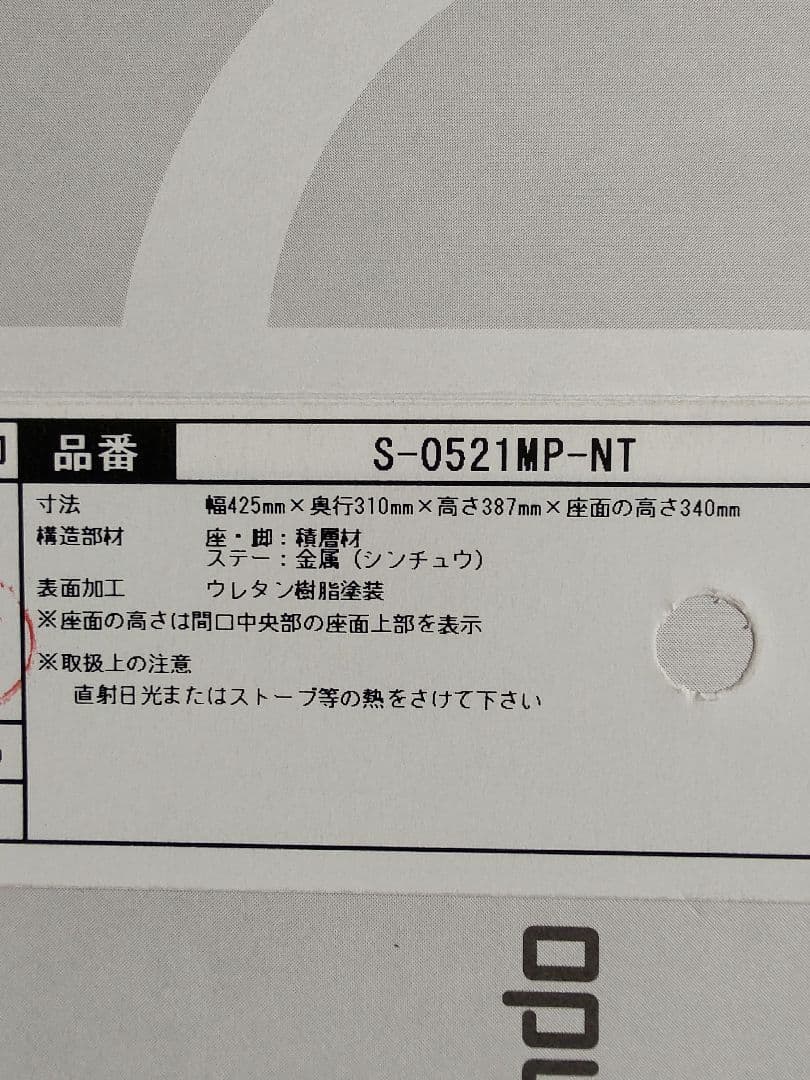 品番 S-0521MP-NT
寸法 幅425mm×奥行310mm×高さ387mm×座面の高さ340mm
構造部材 座・脚：積層材
ステー：金属（シンチュウ）
表面加工 ウレタン樹脂塗装
※座面の高さは間口中央部の座面上部を表示
※取扱上の注意
直射日光またはストーブ等の熱をさけて下さい